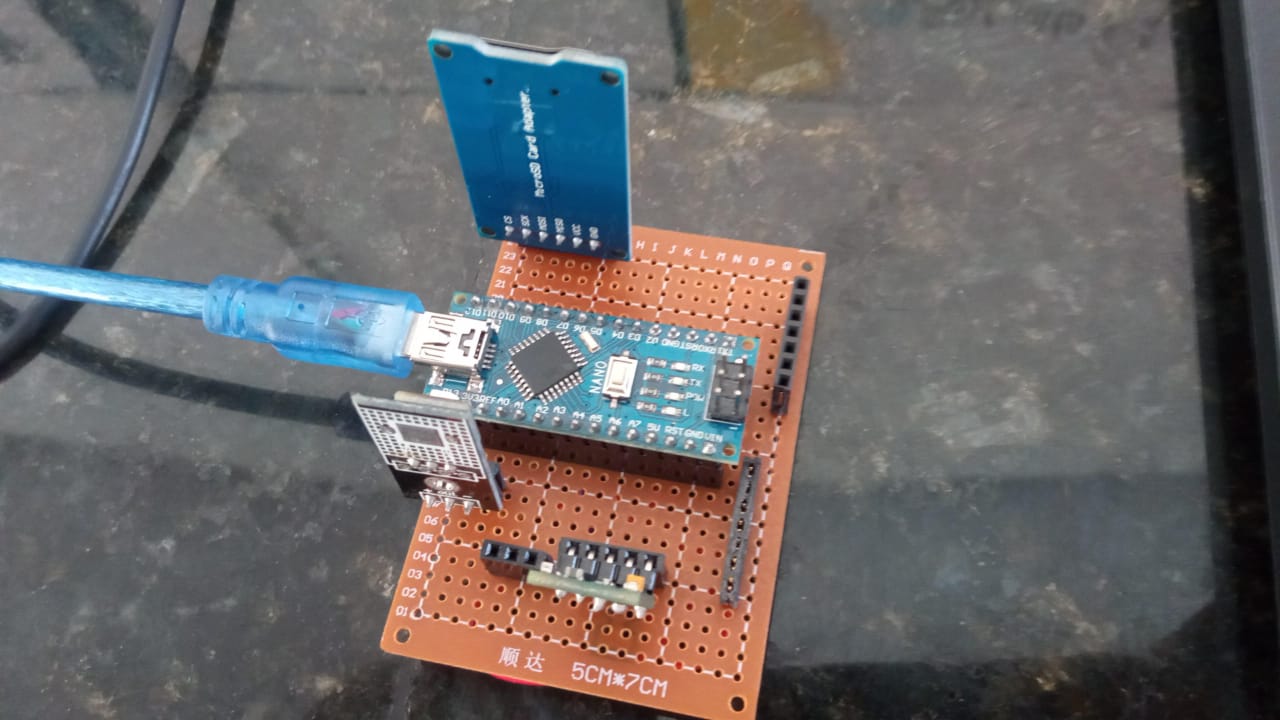 MicroSD Card Adapter.
CS
SCK
MOSI
MISO
VCC
GND
H I J K L M N O P Q
23
22
21
D12 D11 D10 D9 D8 D7 D6 D5 D4 D3 D2 GND RST RX0 TX1
NANO
RX
TX
POW
L
D13 3V3 REF A0 A1 A2 A3 A4 A5 A6 A7 5V RST GND VIN
06
05
04
03
02
01
顺达 5CM*7CM